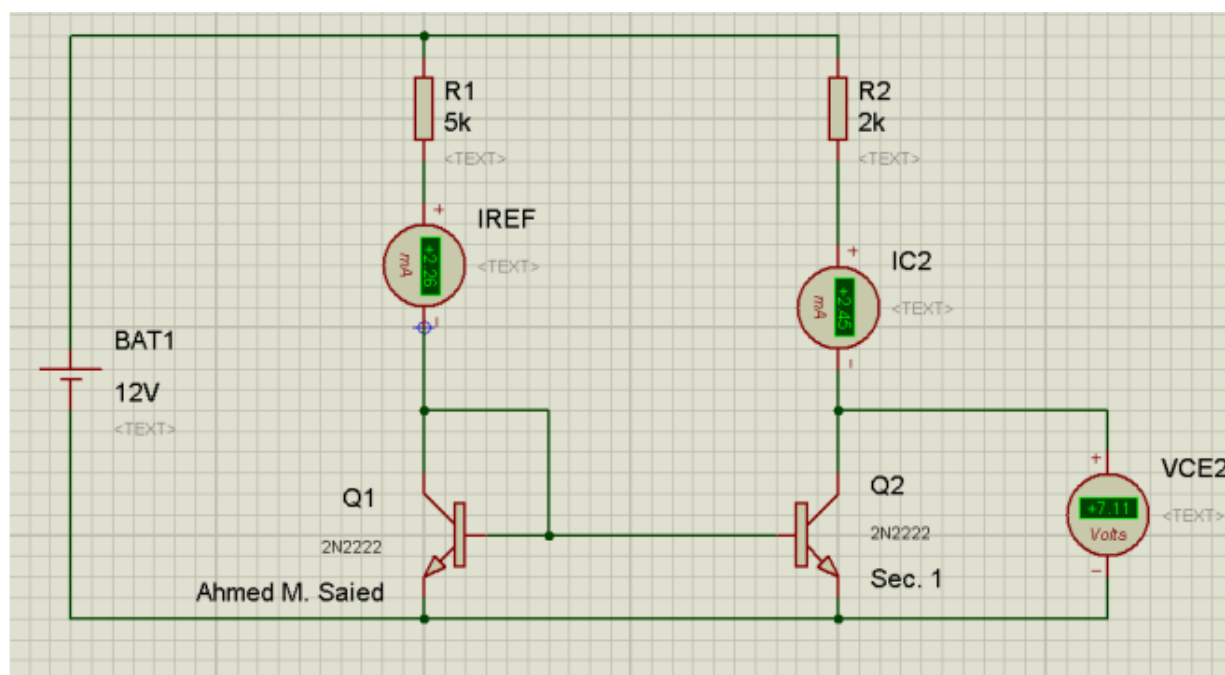 R1
5k
<TEXT>
R2
2k
<TEXT>
+
IREF
<TEXT>
+2.26
mA
-
+
IC2
<TEXT>
+2.45
mA
-
BAT1
12V
<TEXT>
Q1
2N2222
Ahmed M. Saied
Q2
2N2222
Sec. 1
+
VCE2
<TEXT>
+7.11
Volts
-